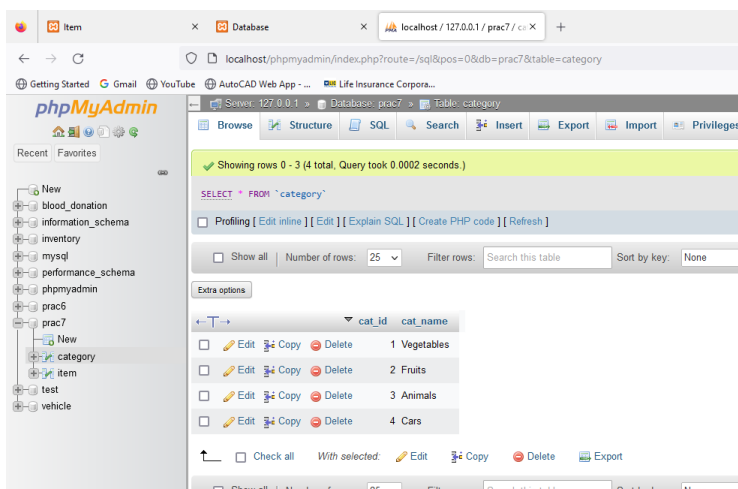 Item
Database
localhost / 127.0.0.1 / prac7 / ca
localhost/phpmyadmin/index.php?route=/sql&pos=0&db=prac7&table=category
Getting Started Gmail YouTube AutoCAD Web App - ... Life Insurance Corpora...
phpMyAdmin
Recent Favorites
New
blood_donation
information_schema
inventory
mysql
performance_schema
phpmyadmin
prac6
prac7
New
category
item
test
vehicle
Server: 127.0.0.1 » Database: prac7 » Table: category
Browse Structure SQL Search Insert Export Import Privileges
Showing rows 0 - 3 (4 total, Query took 0.0002 seconds.)
SELECT * FROM `category`
Profiling [ Edit inline ] [ Edit ] [ Explain SQL ] [ Create PHP code ] [ Refresh ]
Show all | Number of rows: 25 Filter rows: Search this table Sort by key: None
Extra options
←T→ cat_id cat_name
Edit Copy Delete 1 Vegetables
Edit Copy Delete 2 Fruits
Edit Copy Delete 3 Animals
Edit Copy Delete 4 Cars
Check all With selected: Edit Copy Delete Export